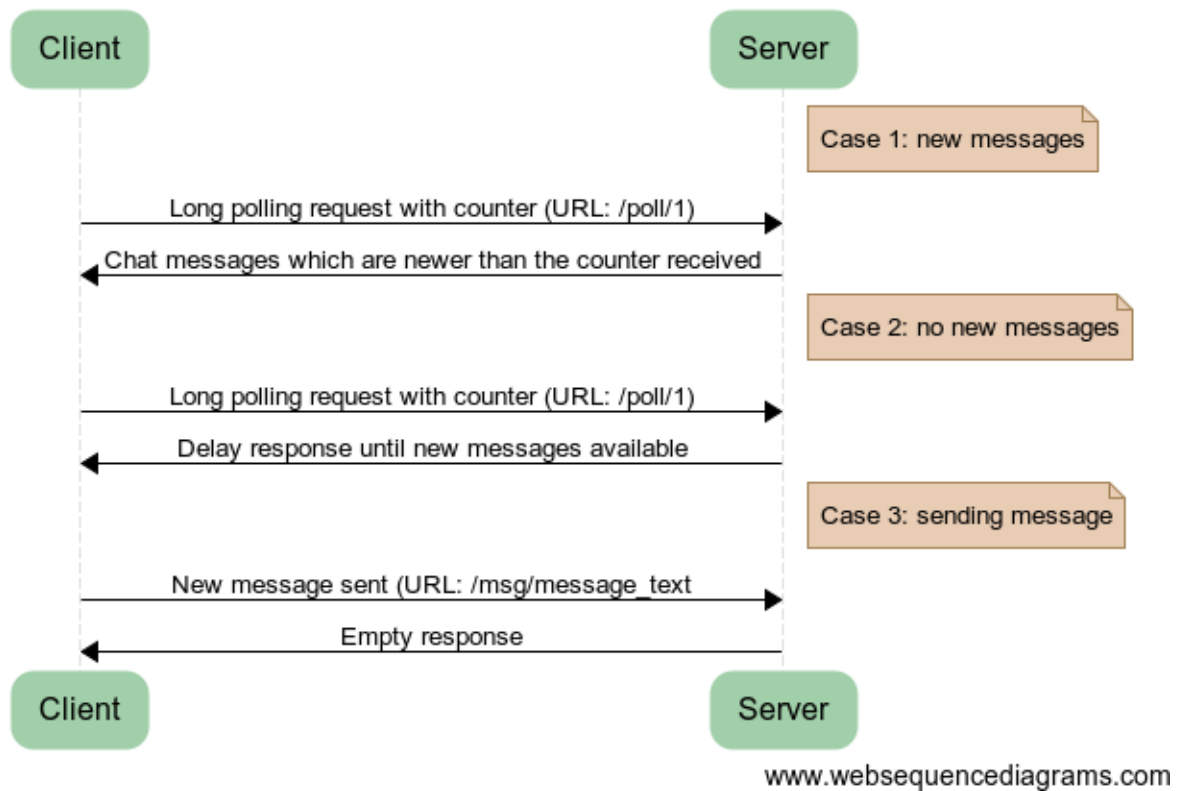 Client
Server
Case 1: new messages
Long polling request with counter (URL: /poll/1)
Chat messages which are newer than the counter received
Case 2: no new messages
Long polling request with counter (URL: /poll/1)
Delay response until new messages available
Case 3: sending message
New message sent (URL: /msg/message_text
Empty response
Client
Server
www.websequencediagrams.com